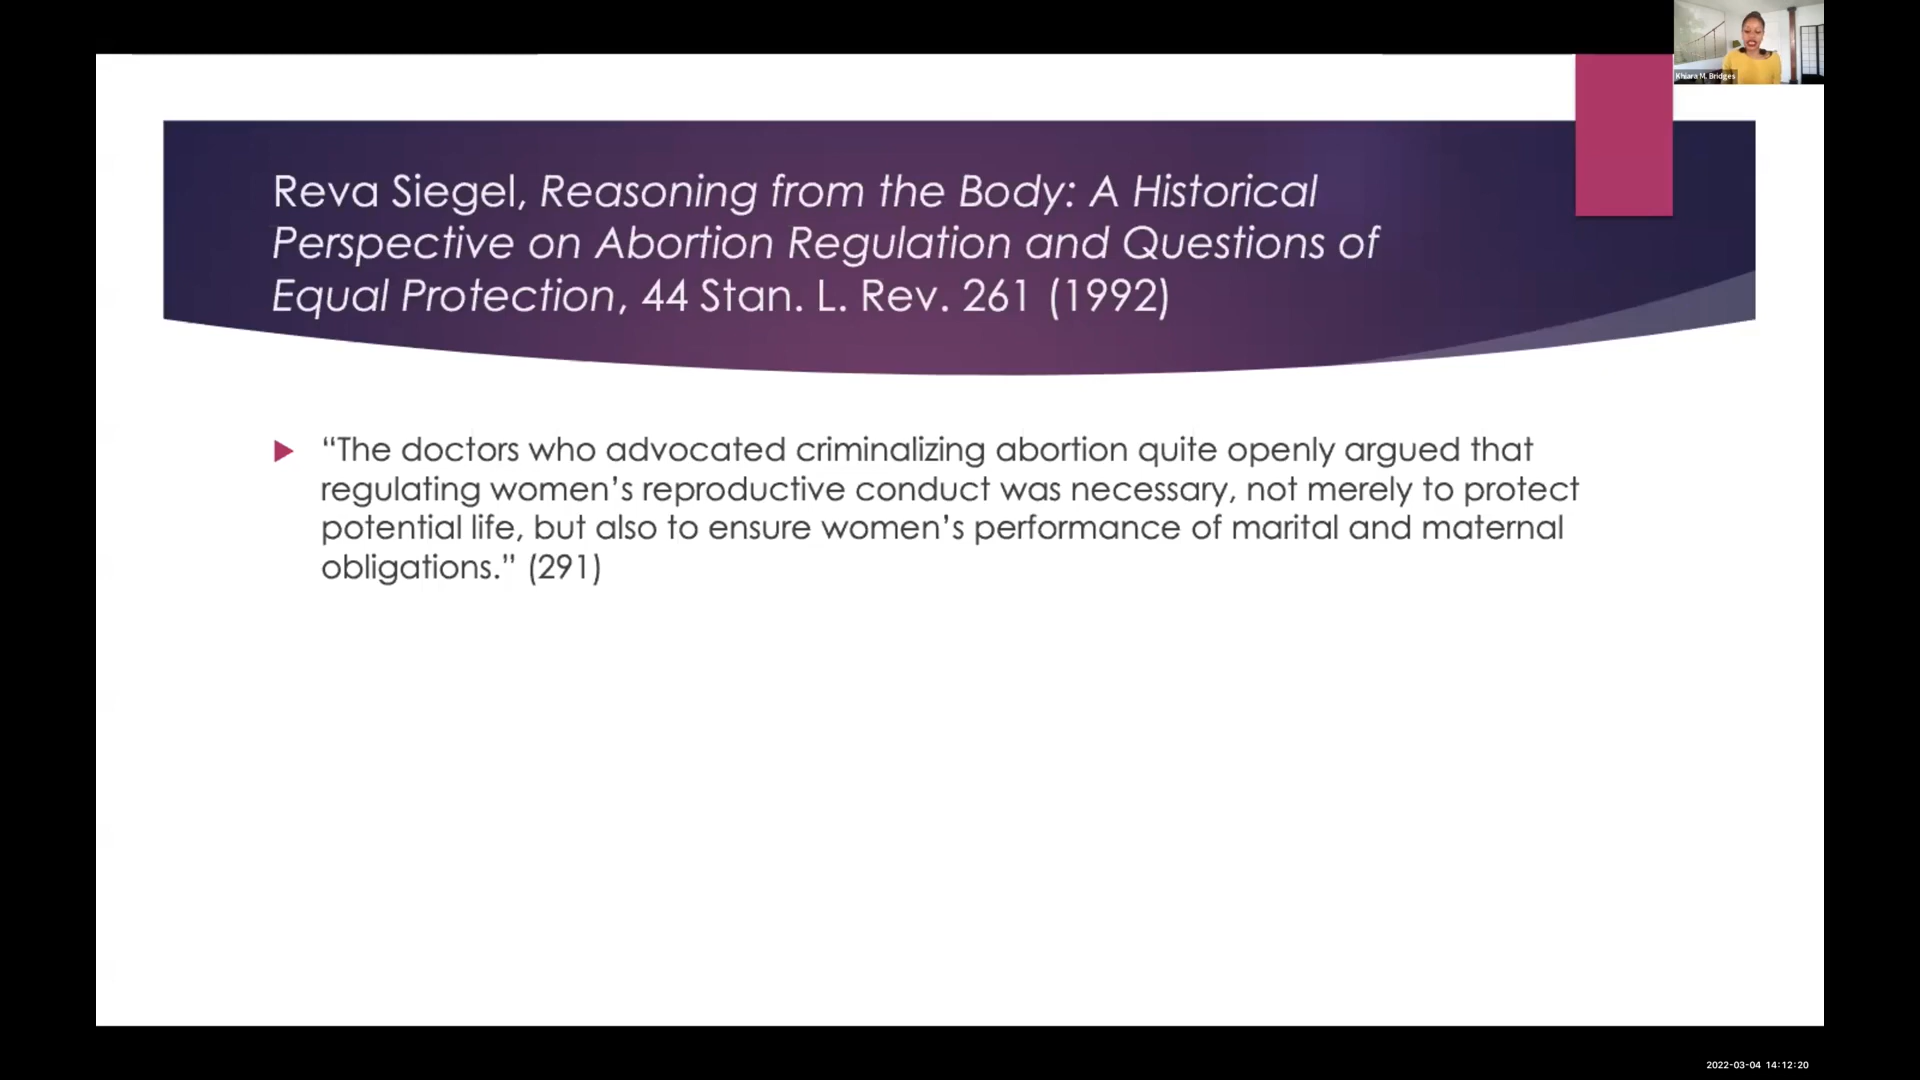 Khiara M. Bridges
Reva Siegel, Reasoning from the Body: A Historical
Perspective on Abortion Regulation and Questions of
Equal Protection, 44 Stan. L. Rev. 261 (1992)
“The doctors who advocated criminalizing abortion quite openly argued that
regulating women’s reproductive conduct was necessary, not merely to protect
potential life, but also to ensure women’s performance of marital and maternal
obligations.” (291)
2022-03-04 14:12:20